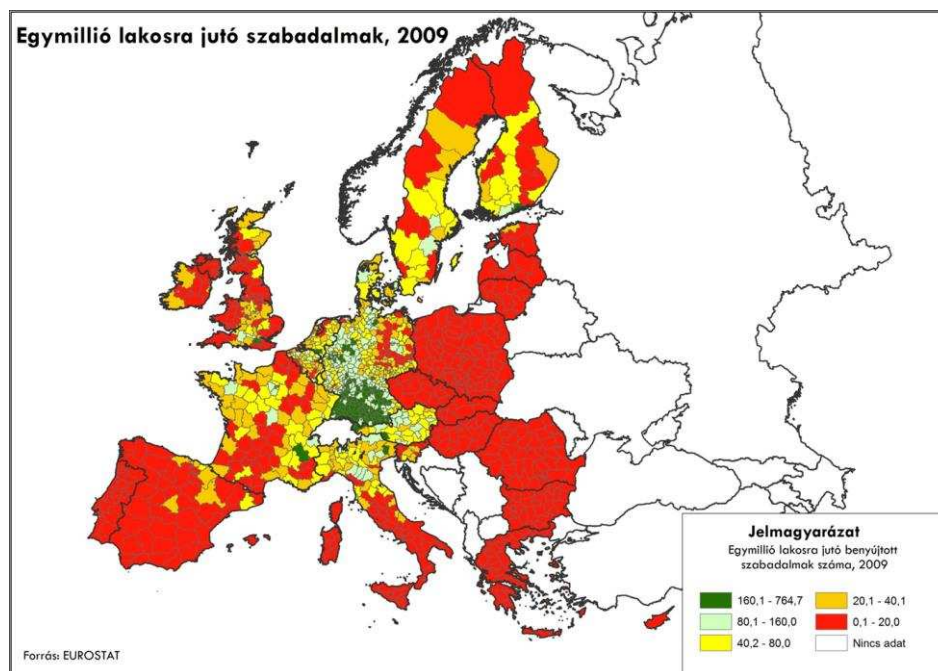 Egymillió lakosra jutó szabadalmak, 2009
Jelmagyarázat
Egymillió lakosra jutó benyújtott
szabadalmak száma, 2009
160,1 - 764,7
20,1 - 40,1
80,1 - 160,0
0,1 - 20,0
40,2 - 80,0
Nincs adat
Forrás: EUROSTAT